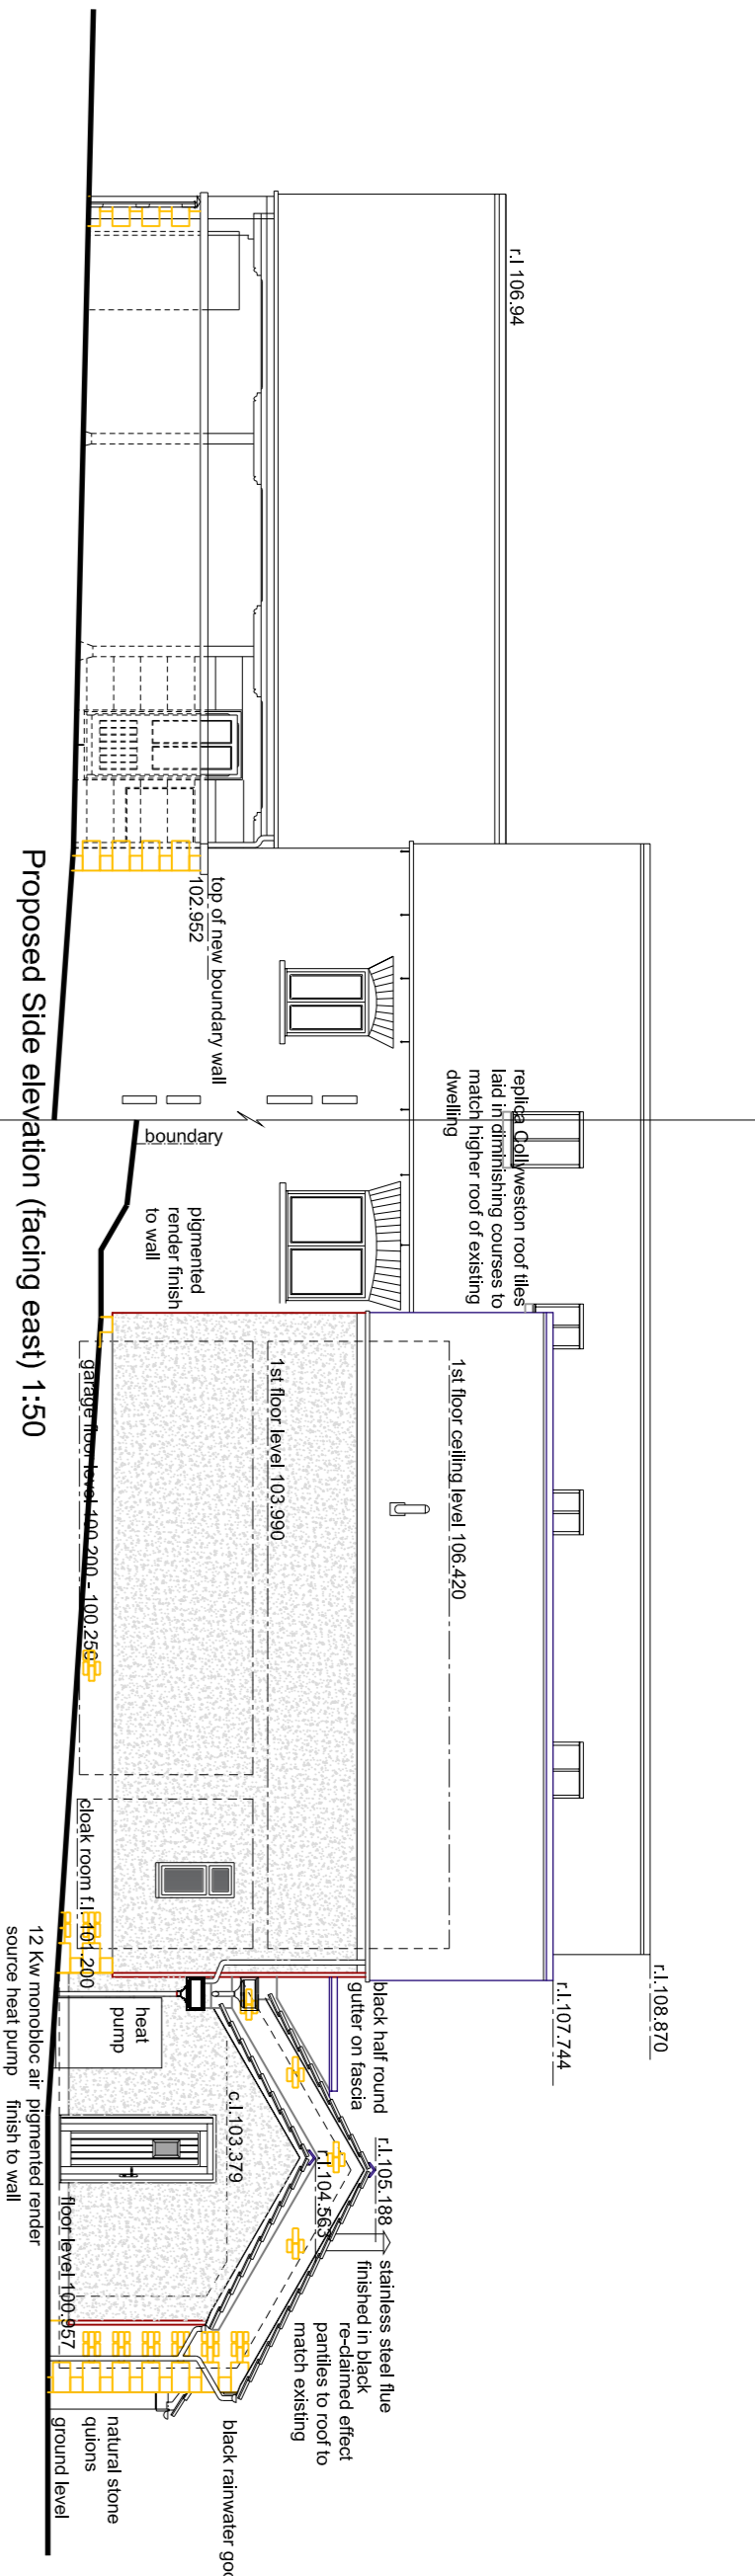 r.l 106.94
r.l.108.870
r.l.107.744
replica Collyweston roof tiles
laid in diminishing courses to
match higher roof of existing
dwelling
1st floor ceiling level 106.420
r.l.105.188
stainless steel flue
finished in black
re-claimed effect
pantiles to roof to
match existing
black half round
gutter on fascia
r.l.104.563
1st floor level 103.990
c.l.103.379
black rainwater goo
top of new boundary wall
102.952
pigmented
render finish
to wall
boundary
heat
pump
garage floor level 100.200 - 100.250
cloak room f.l. 101.200
floor level 100.957
natural stone
quions
ground level
12 Kw monobloc air
source heat pump
pigmented render
finish to wall
Proposed Side elevation (facing east) 1:50